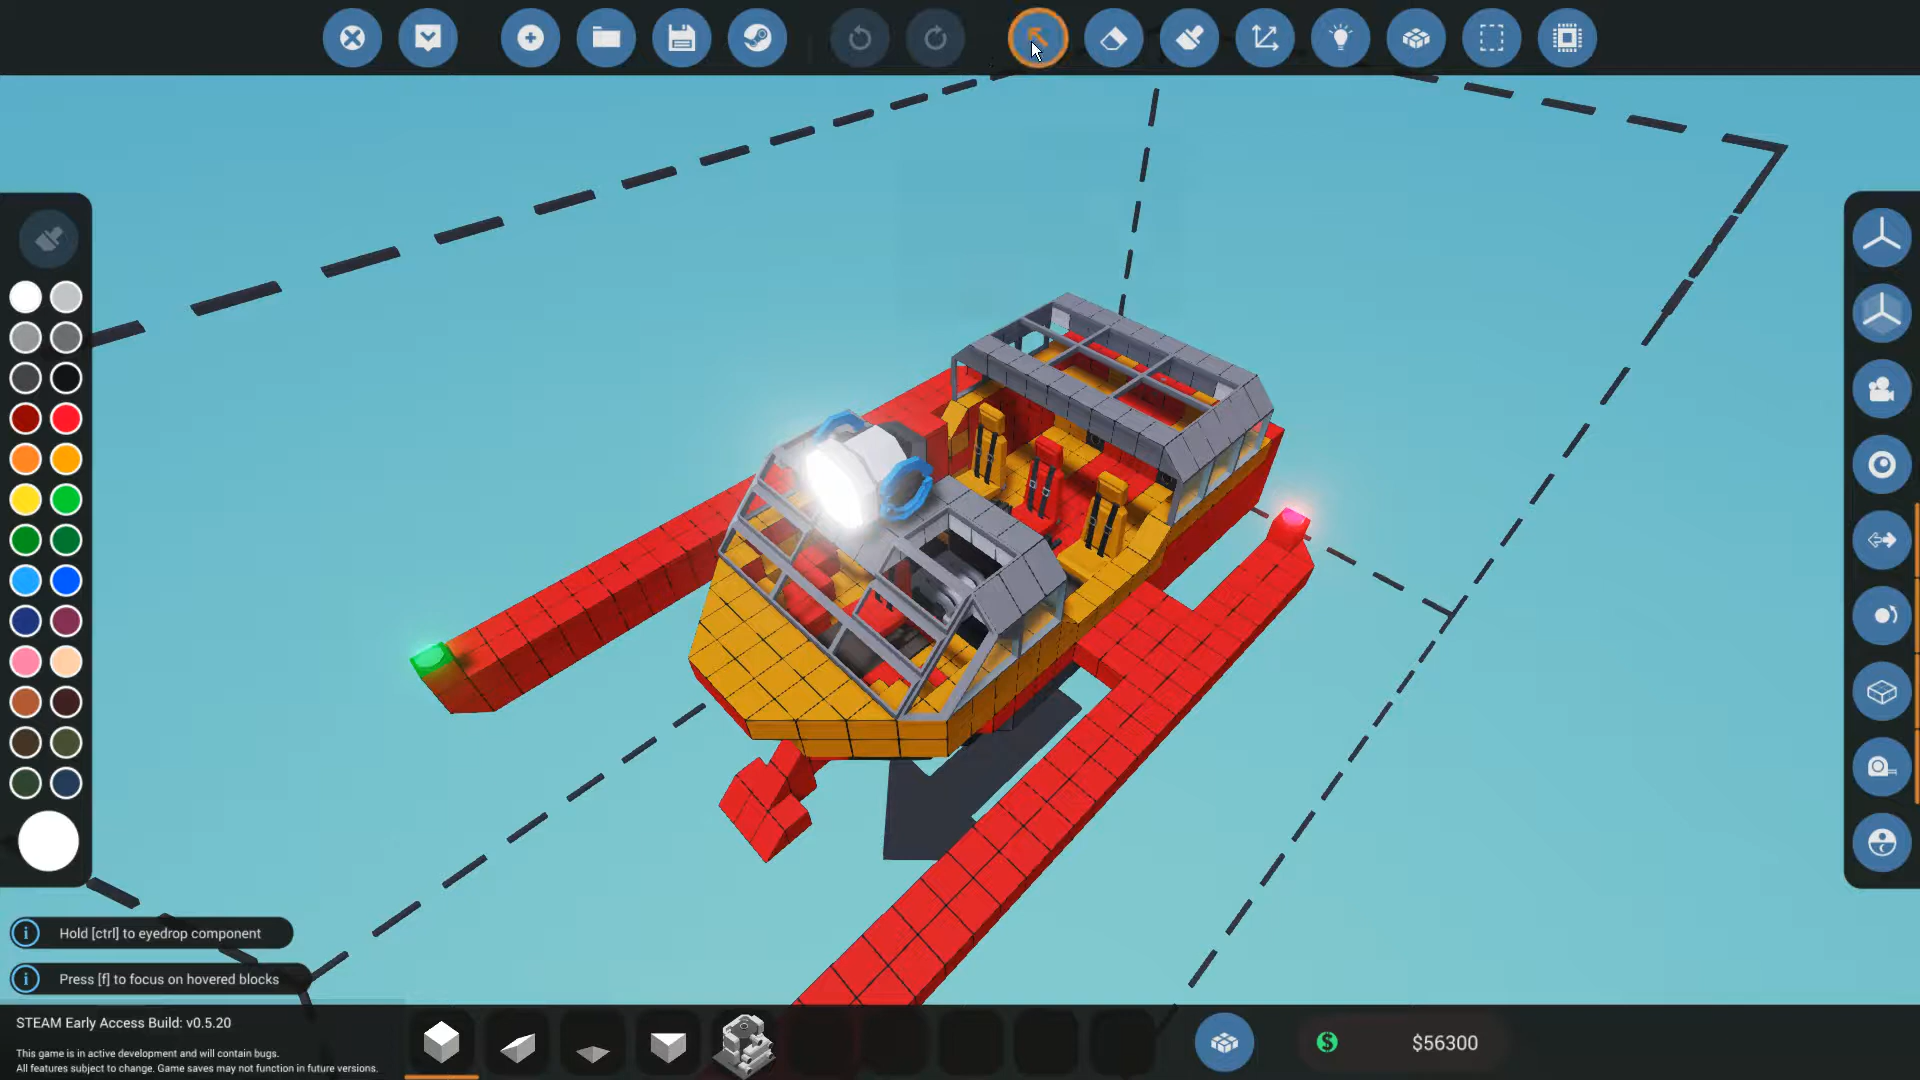 Hold [ctrl] to eyedrop component
Press [f] to focus on hovered blocks
STEAM Early Access Build: v0.5.20
This game is in active development and will contain bugs.
All features subject to change. Game saves may not function in future versions.
$56300